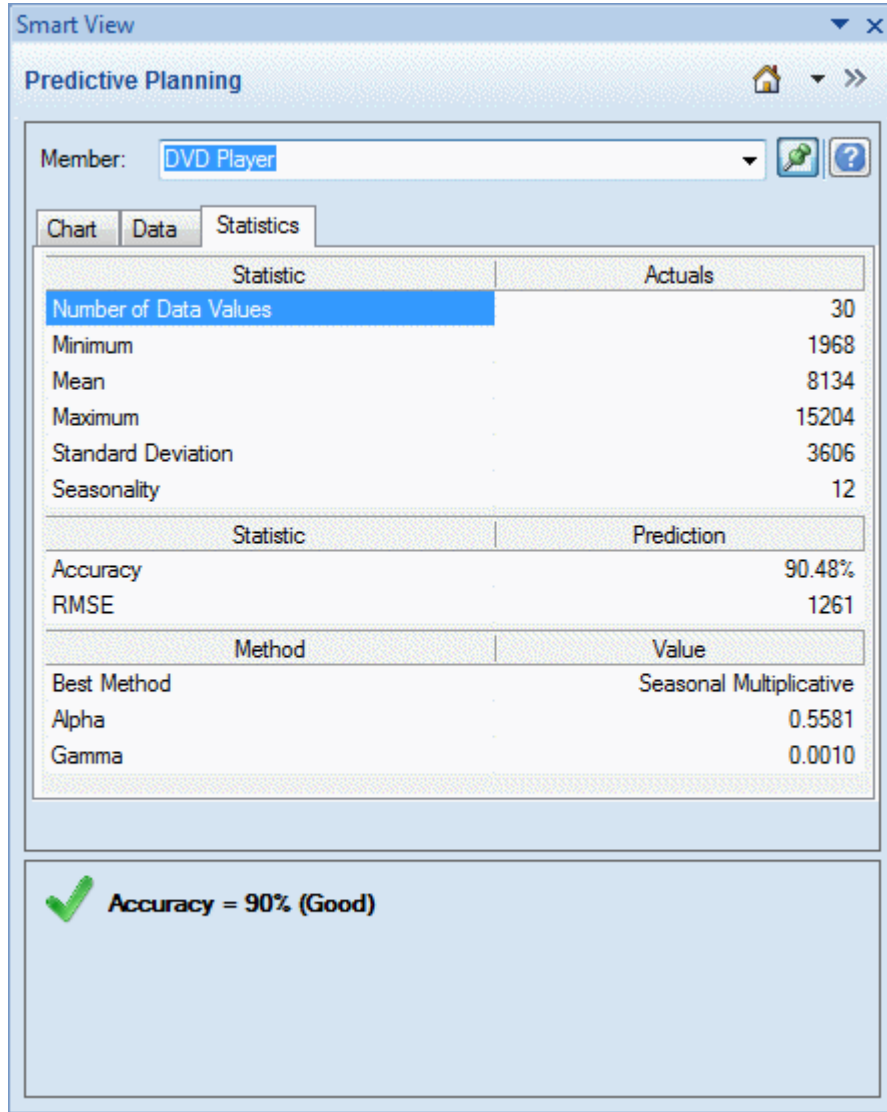 Smart View
Predictive Planning
Member: DVD Player
Chart Data Statistics
Statistic Actuals
Number of Data Values 30
Minimum 1968
Mean 8134
Maximum 15204
Standard Deviation 3606
Seasonality 12
Statistic Prediction
Accuracy 90.48%
RMSE 1261
Method Value
Best Method Seasonal Multiplicative
Alpha 0.5581
Gamma 0.0010
Accuracy = 90% (Good)